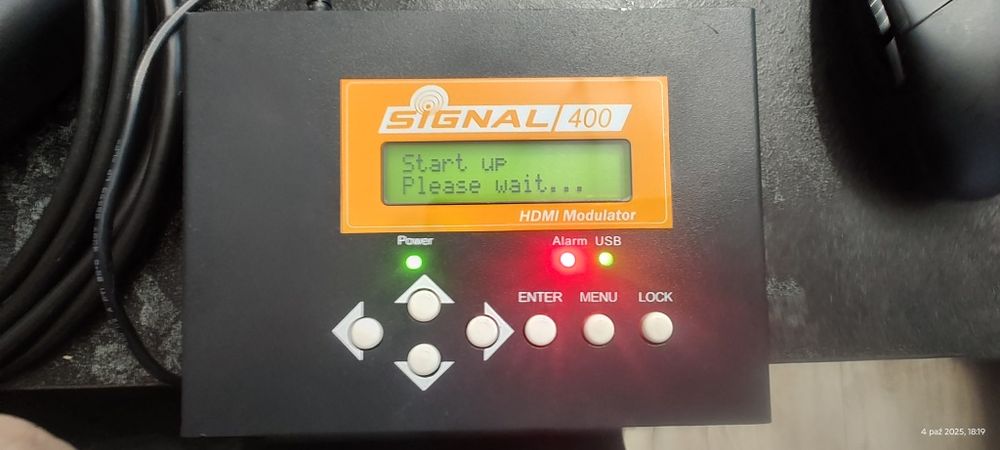 SIGNAL/400
Start up
Please wait...
HDMI Modulator
Power
Alarm USB
ENTER MENU LOCK
4 paź 2025, 18:19